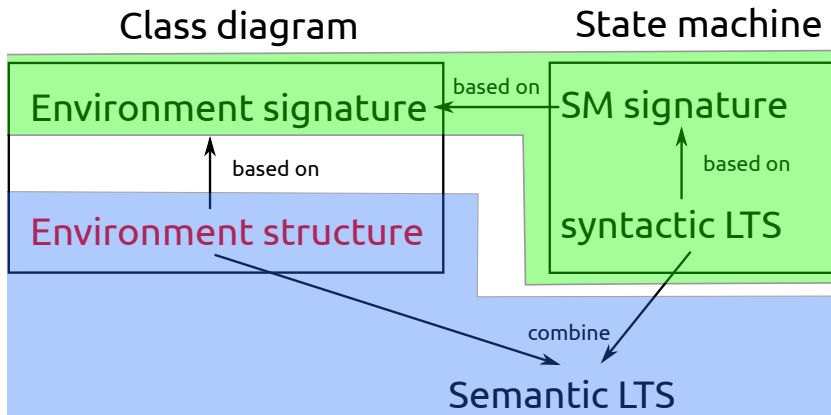 Class diagram
State machine
Environment signature
based on
SM signature
based on
based on
Environment structure
syntactic LTS
combine
Semantic LTS